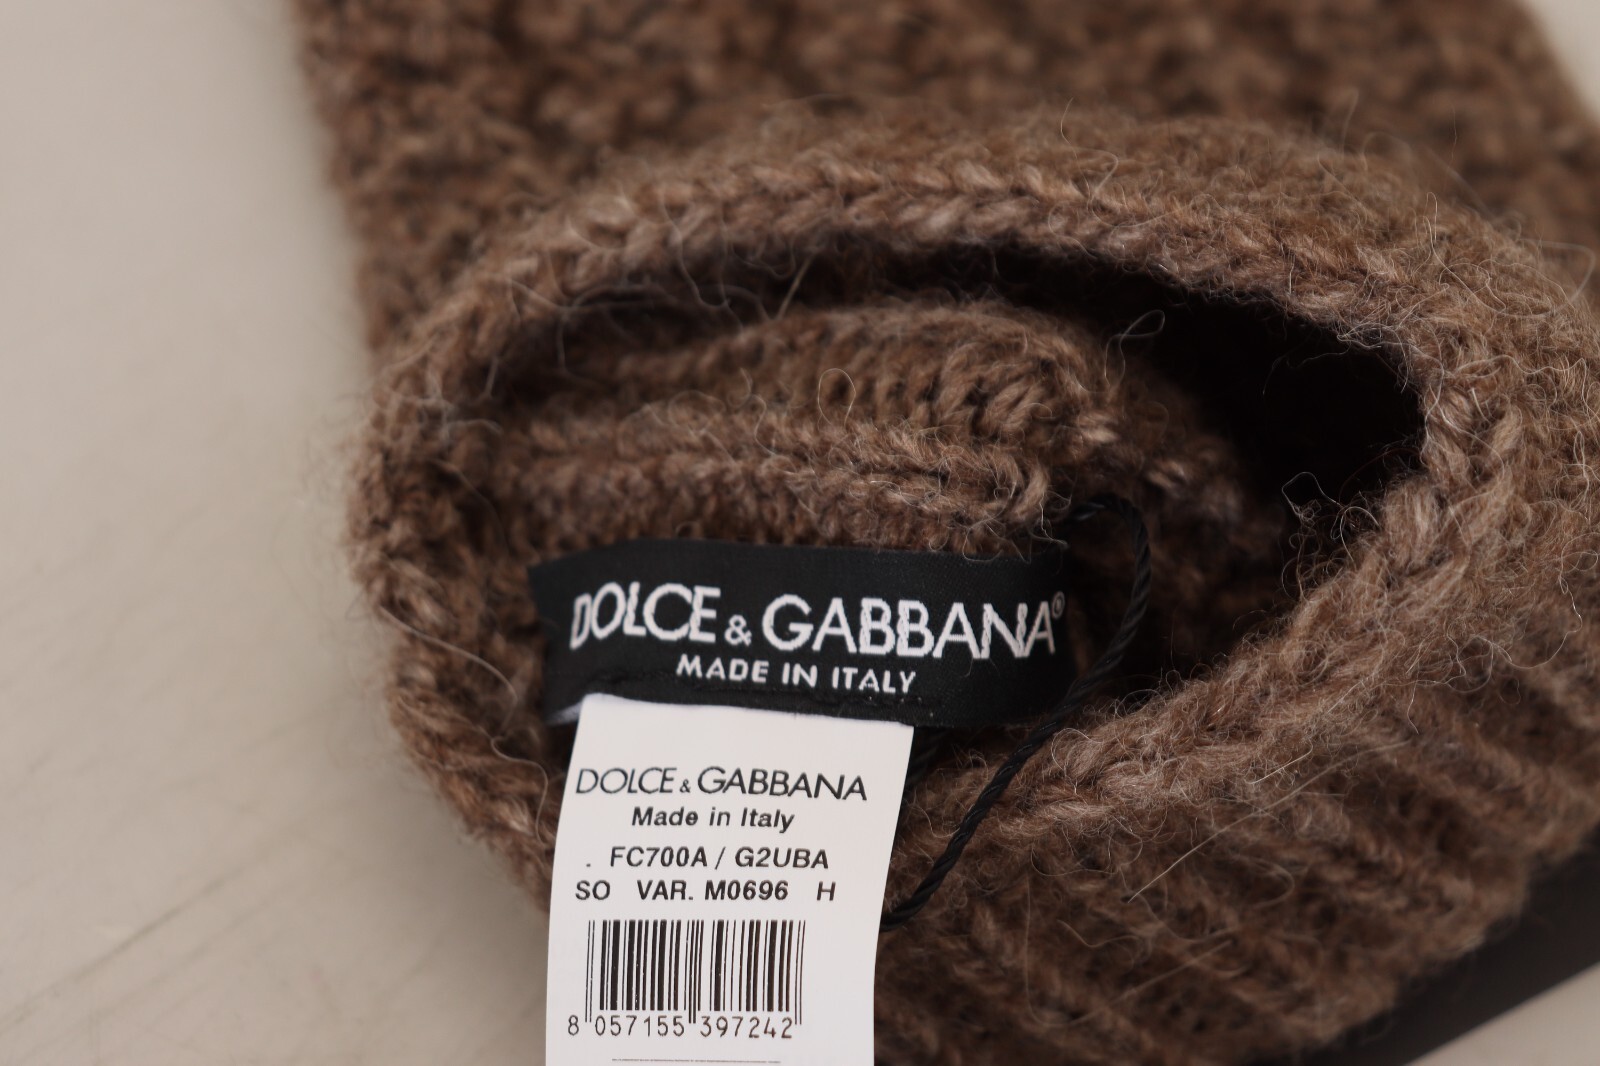 DOLCE & GABBANA®
MADE IN ITALY
DOLCE & GABBANA
Made in Italy
. FC700A / G2UBA
SO VAR. M0696 H
8 057155 397242